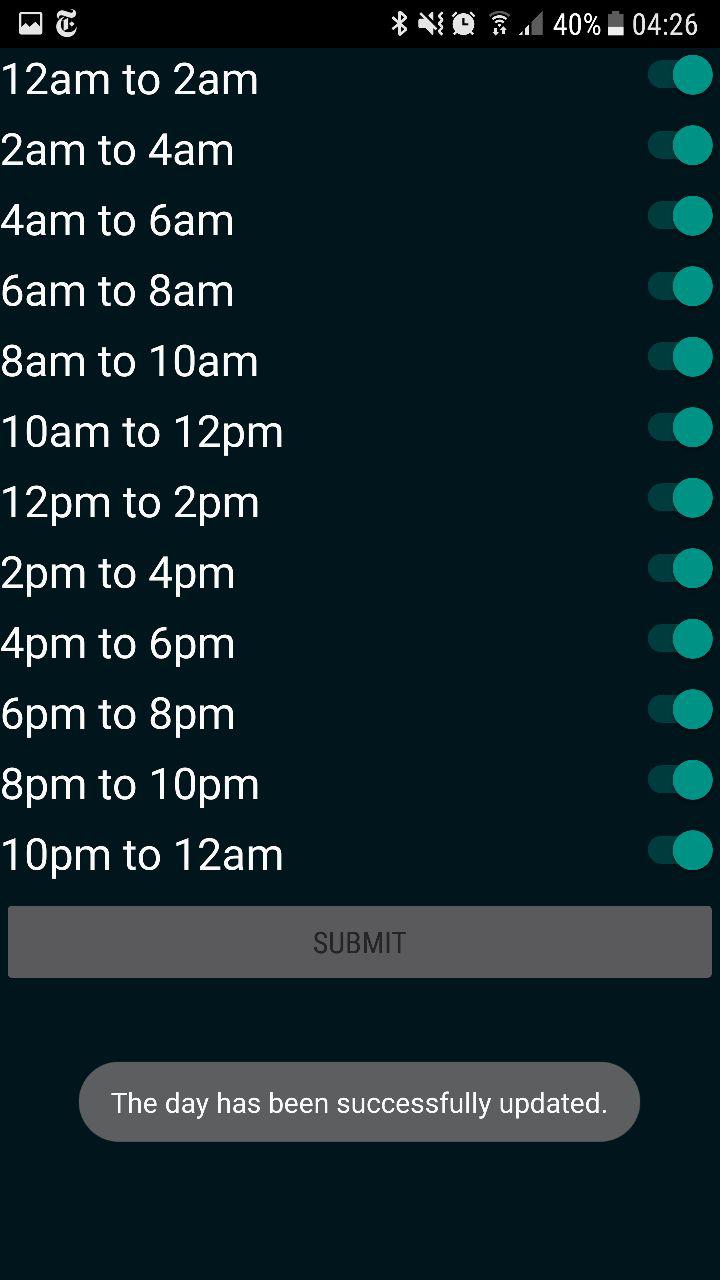 40% 04:26
12am to 2am
2am to 4am
4am to 6am
6am to 8am
8am to 10am
10am to 12pm
12pm to 2pm
2pm to 4pm
4pm to 6pm
6pm to 8pm
8pm to 10pm
10pm to 12am
SUBMIT
The day has been successfully updated.